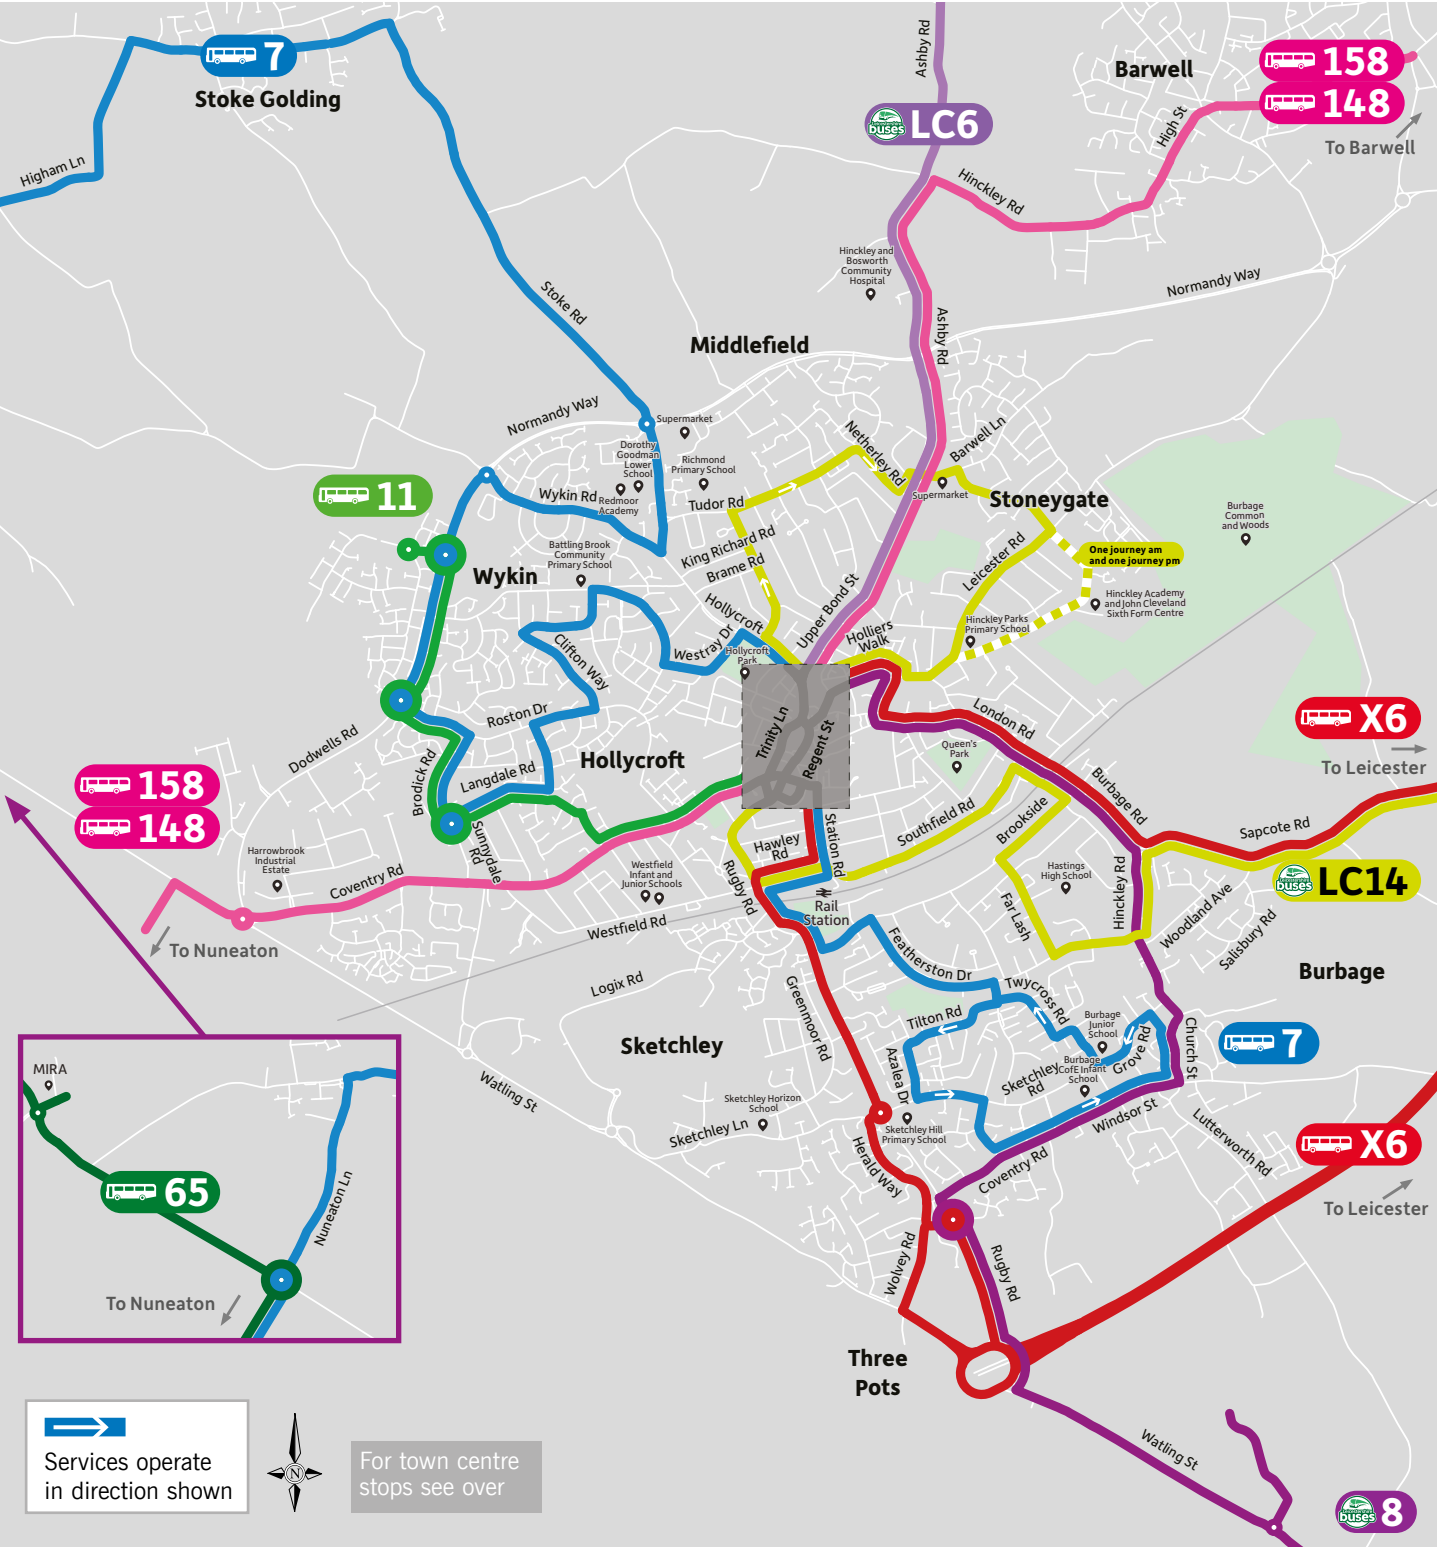 7
Stoke Golding
Higham Ln
Ashby Rd
Leicestershire
buses
LC6
Barwell
158
148
To Barwell
High St
Hinckley Rd
Hinckley and
Bosworth
Community
Hospital
Normandy Way
Ashby Rd
Stoke Rd
Middlefield
Normandy Way
Supermarket
Dorothy
Goodman
Lower
School
Richmond
Primary School
Redmoor
Academy
Wykin Rd
Tudor Rd
Netherley Rd
Barwell Ln
Supermarket
Stoneygate
11
Burbage
Common
and Woods
King Richard Rd
Brame Rd
Battling Brook
Community
Primary School
Wykin
Leicester Rd
One journey am
and one journey pm
Hinckley Academy
and John Cleveland
Sixth Form Centre
Hinckley Parks
Primary School
Hollycroft
Upper Bond St
Holliers
Walk
Westray Dr
Hollycroft
Park
Clifton Way
Roston Dr
Dodwells Rd
Trinity Ln
Regent St
London Rd
X6
To Leicester
Queen's
Park
Hollycroft
Brodick Rd
Langdale Rd
158
148
Burbage Rd
Sapcote Rd
Southfield Rd
Brookside
Station Rd
Hawley
Rd
Sunnydale
Rd
Harrowbrook
Industrial
Estate
Coventry Rd
Westfield
Infant and
Junior Schools
Rugby Rd
Hastings
High School
Hinckley Rd
Leicestershire
buses
LC14
Rail
Station
Far Lash
Woodland Ave
Salisbury Rd
To Nuneaton
Westfield Rd
Featherston Dr
Burbage
Logix Rd
Greenmoor Rd
Twycross Rd
Tilton Rd
Burbage
Junior
School
Grove Rd
Church St
7
Sketchley
Azalea Dr
Burbage
CofE Infant
School
Sketchley
Rd
MIRA
Watling St
Sketchley Horizon
School
Sketchley Ln
Sketchley Hill
Primary School
Windsor St
Lutterworth Rd
X6
To Leicester
Herald Way
Coventry Rd
65
Nuneaton Ln
Wolvey Rd
Rugby Rd
To Nuneaton
Three
Pots
Services operate
in direction shown
N
For town centre
stops see over
Watling St
Leicestershire
buses
8